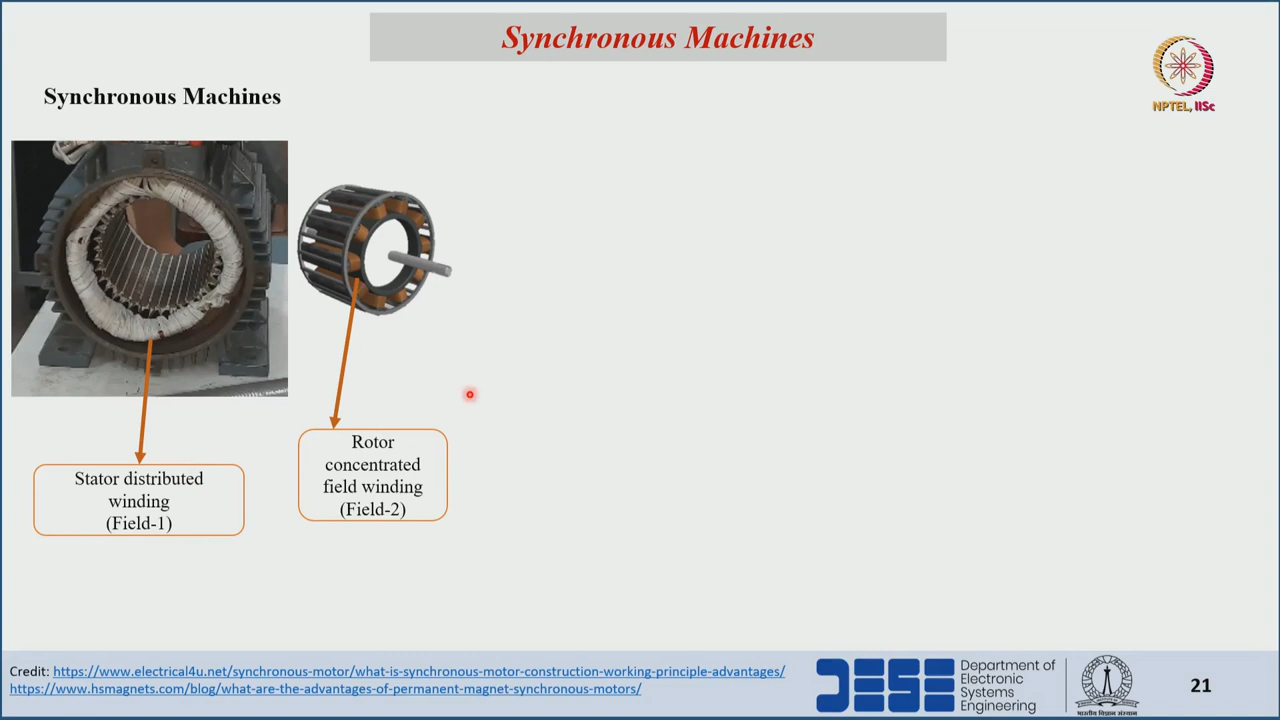 Synchronous Machines
NPTEL, IISc
Synchronous Machines
Stator distributed
winding
(Field-1)
Rotor
concentrated
field winding
(Field-2)
Credit: https://www.electrical4u.net/synchronous-motor/what-is-synchronous-motor-construction-working-principle-advantages/
https://www.hsmagnets.com/blog/what-are-the-advantages-of-permanent-magnet-synchronous-motors/
DESE
Department of
Electronic
Systems
Engineering
भारतीय विज्ञान संस्थान
21